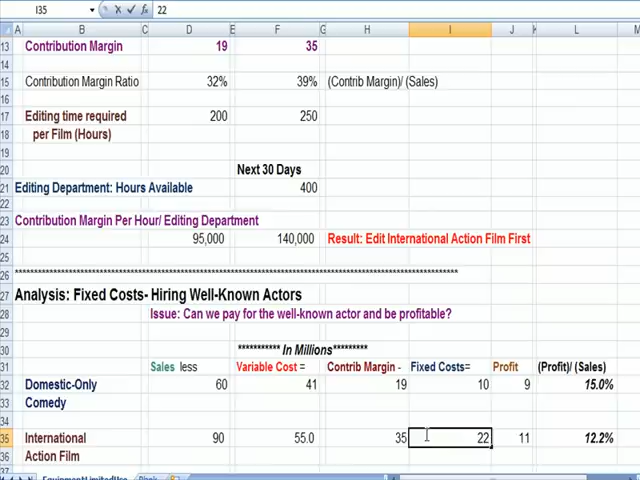 I35 fx 22
A B D E F G H I J K L M
13 Contribution Margin 19 35
14
15 Contribution Margin Ratio 32% 39% (Contrib Margin)/ (Sales)
16
17 Editing time required 200 250
18 per Film (Hours)
19
20 Next 30 Days
21 Editing Department: Hours Available 400
22
23 Contribution Margin Per Hour/ Editing Department
24 95,000 140,000 Result: Edit International Action Film First
25
26 ******************************************************************************************
27 Analysis: Fixed Costs- Hiring Well-Known Actors
28 Issue: Can we pay for the well-known actor and be profitable?
29
30 ********** In Millions********
31 Sales less Variable Cost = Contrib Margin - Fixed Costs= Profit (Profit)/ (Sales)
32 Domestic-Only 60 41 19 10 9 15.0%
33 Comedy
34
35 International 90 55.0 35 22 11 12.2%
36 Action Film
37
EquipmentLimitedUse Blank